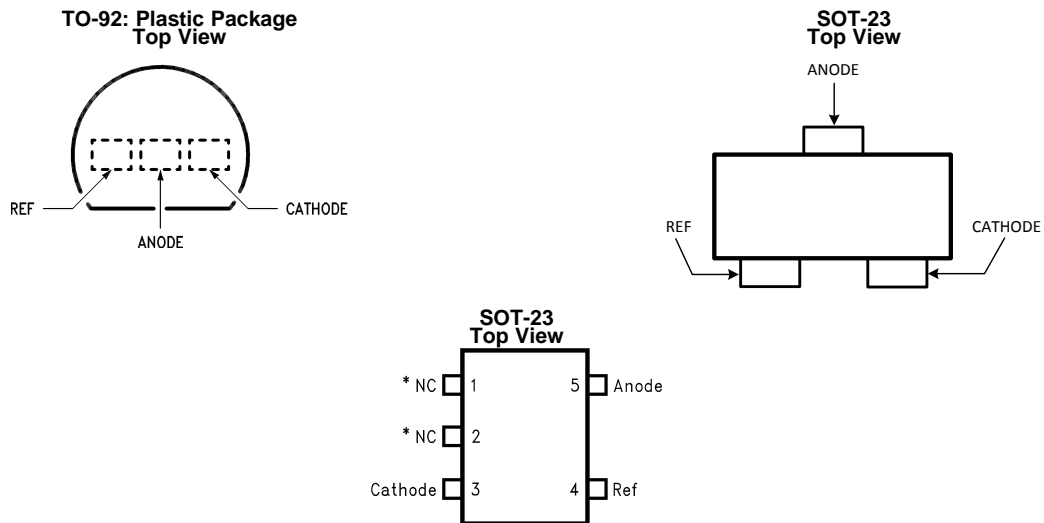 TO-92: Plastic Package
Top View
REF
ANODE
CATHODE
SOT-23
Top View
ANODE
REF
CATHODE
SOT-23
Top View
* NC 1 5 Anode
* NC 2
Cathode 3 4 Ref